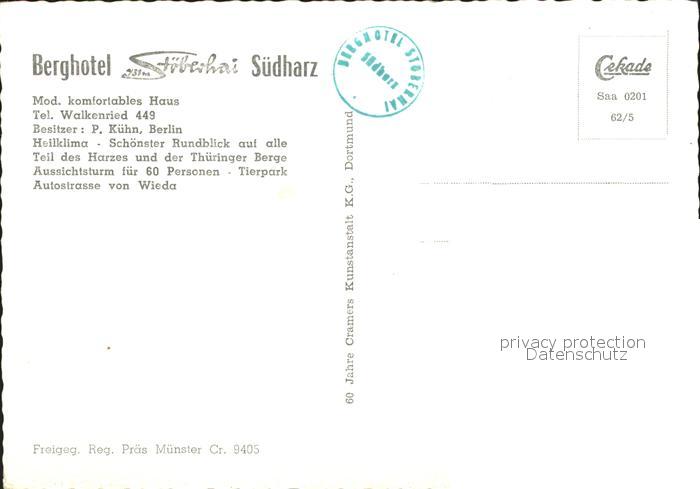 Berghotel Stöberhai Südharz
731m
Mod. komfortables Haus
Tel. Walkenried 449
Besitzer: P. Kühn, Berlin
Heilklima - Schönster Rundblick auf alle
Teil des Harzes und der Thüringer Berge
Aussichtsturm für 60 Personen - Tierpark
Autostrasse von Wieda
BERGHOTEL STÖBERHAI
Südharz
60 Jahre Cramers Kunstanstalt K.G., Dortmund
Cekade
Saa 0201
62/5
privacy protection
Datenschutz
Freigeg. Reg. Präs Münster Cr. 9405